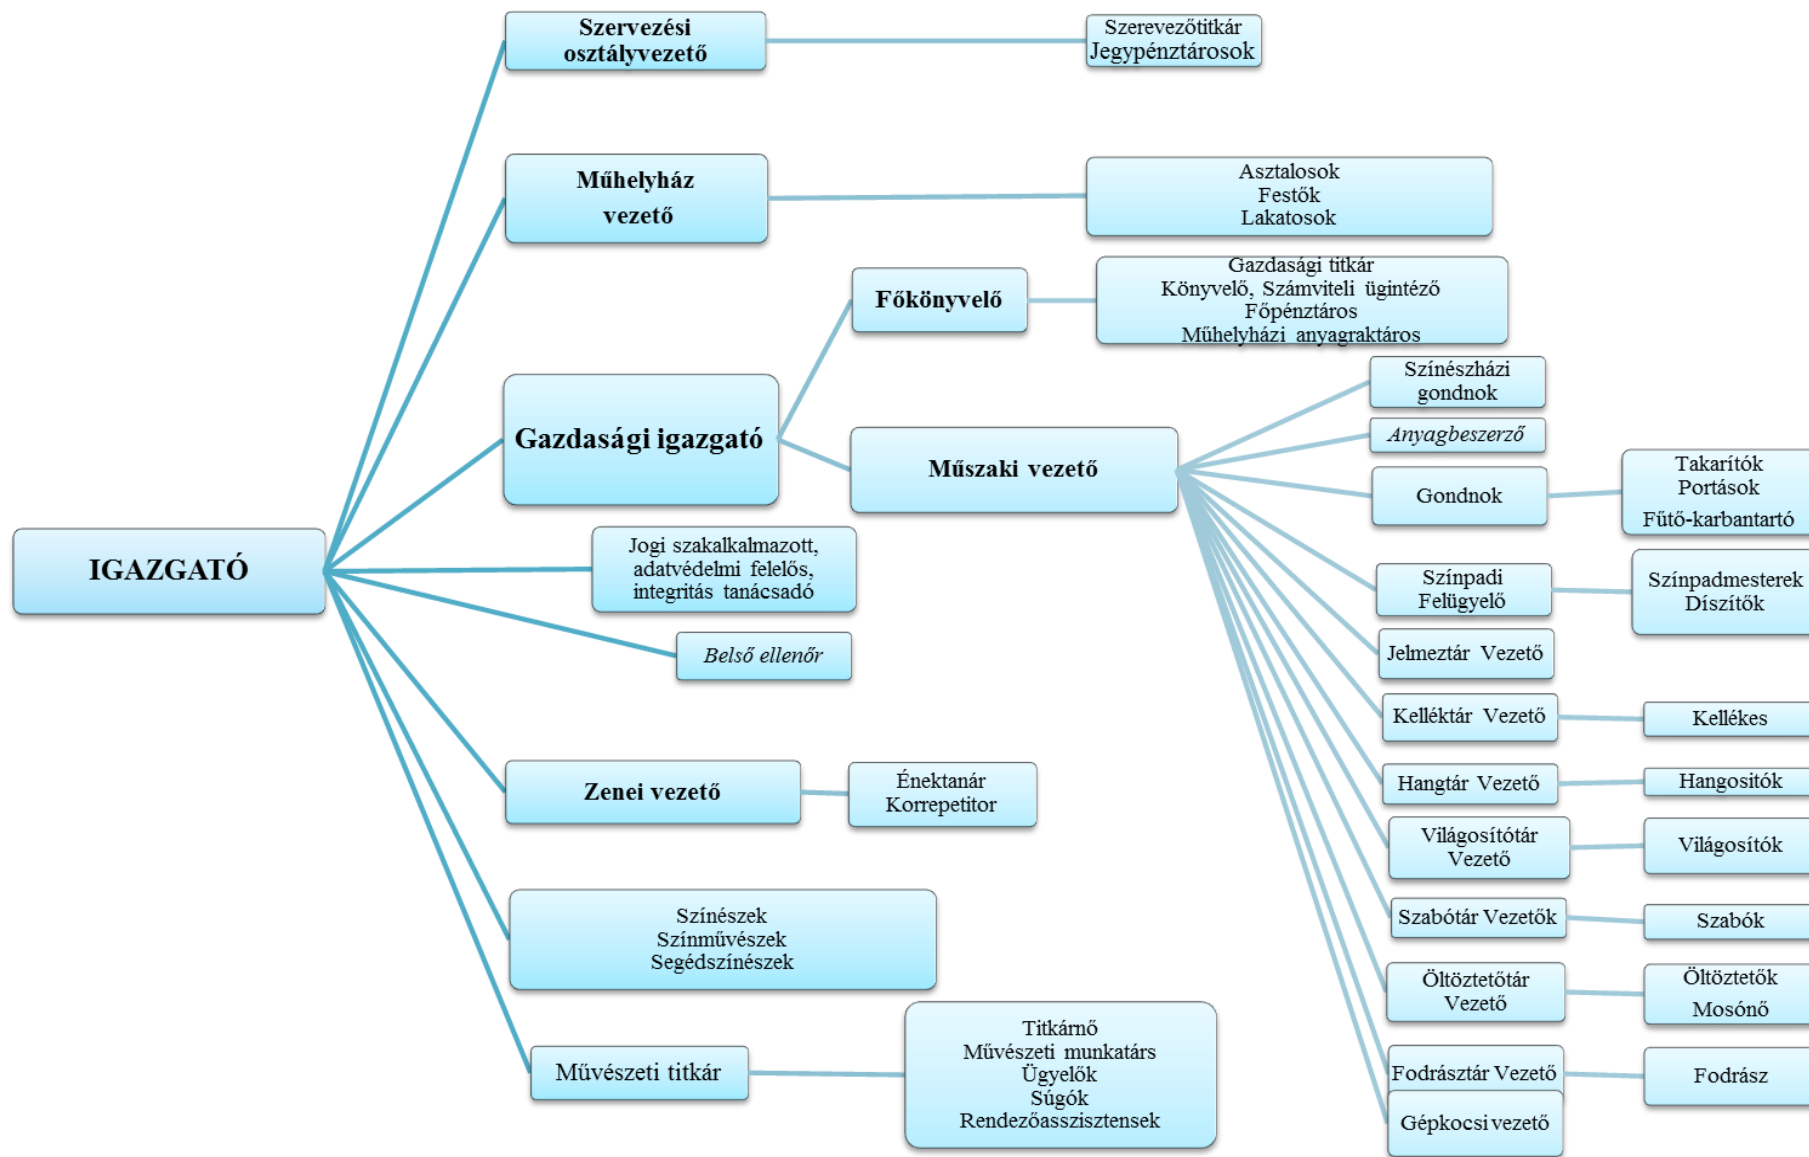 Szervezési
osztályvezető
Szerevezőtitkár
Jegypénztárosok
Műhelyház
vezető
Asztalosok
Festők
Lakatosok
Főkönyvelő
Gazdasági titkár
Könyvelő, Számviteli ügintéző
Főpénztáros
Műhelyházi anyagraktáros
Gazdasági igazgató
Műszaki vezető
Színészházi
gondnok
Anyagbeszerző
Gondnok
Takarítók
Portások
Fűtő-karbantartó
IGAZGATÓ
Jogi szakalkalmazott,
adatvédelmi felelős,
integritás tanácsadó
Színpadi
Felügyelő
Színpadmesterek
Díszítők
Belső ellenőr
Jelmeztár Vezető
Kelléktár Vezető
Kellékes
Zenei vezető
Énektanár
Korrepetitor
Hangtár Vezető
Hangosítók
Világosítótár
Vezető
Világosítók
Színészek
Színművészek
Segédszínészek
Szabótár Vezetők
Szabók
Öltöztetőtár
Vezető
Öltöztetők
Mosónő
Művészeti titkár
Titkárnő
Művészeti munkatárs
Ügyelők
Súgók
Rendezőasszisztensek
Fodrásztár Vezető
Fodrász
Gépkocsi vezető